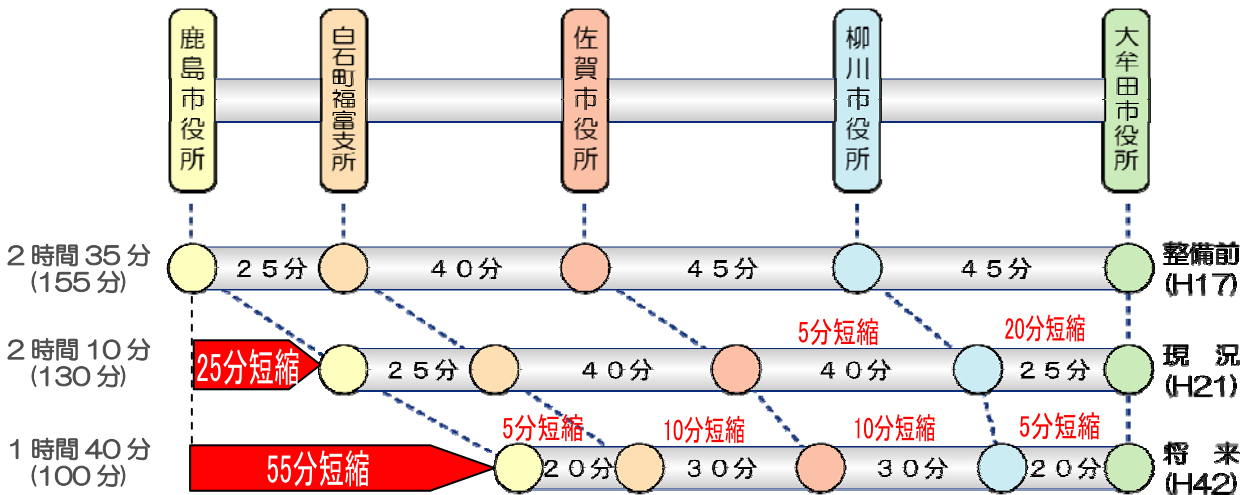 鹿島市役所
白石町福富支所
佐賀市役所
柳川市役所
大牟田市役所
2時間35分
(155分)
25分
40分
45分
45分
整備前
(H17)
5分短縮
20分短縮
2時間10分
(130分)
25分短縮
25分
40分
40分
25分
現 況
(H21)
5分短縮
10分短縮
10分短縮
5分短縮
1時間40分
(100分)
55分短縮
20分
30分
30分
20分
将 来
(H42)